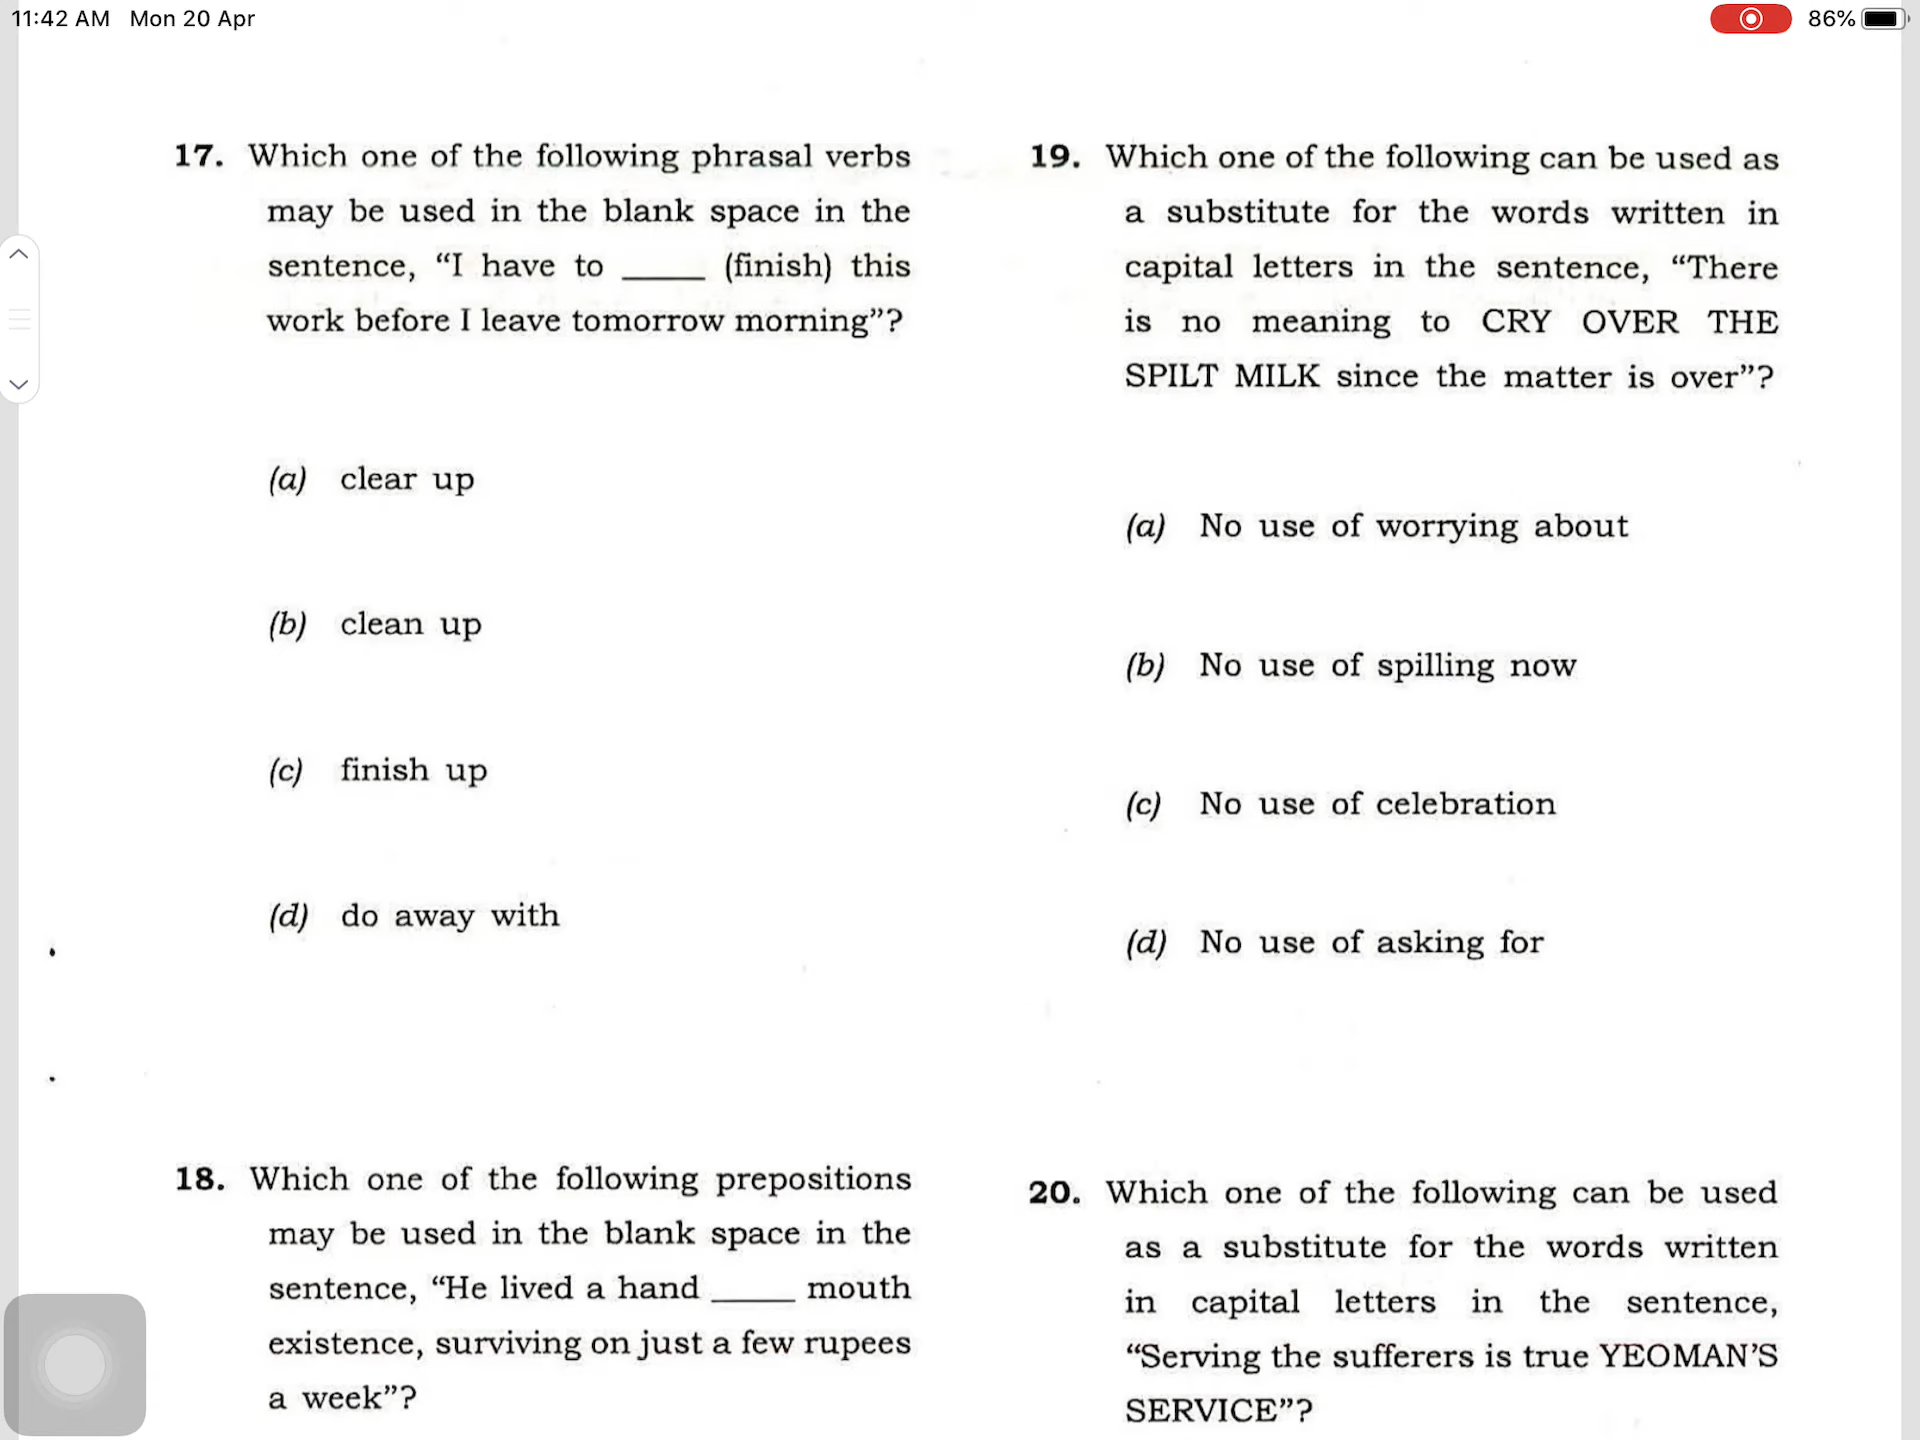 11:42 AM Mon 20 Apr
86%
17. Which one of the following phrasal verbs
may be used in the blank space in the
sentence, “I have to _____ (finish) this
work before I leave tomorrow morning”?
(a) clear up
(b) clean up
(c) finish up
(d) do away with
18. Which one of the following prepositions
may be used in the blank space in the
sentence, “He lived a hand _____ mouth
existence, surviving on just a few rupees
a week”?
19. Which one of the following can be used as
a substitute for the words written in
capital letters in the sentence, “There
is no meaning to CRY OVER THE
SPILT MILK since the matter is over”?
(a) No use of worrying about
(b) No use of spilling now
(c) No use of celebration
(d) No use of asking for
20. Which one of the following can be used
as a substitute for the words written
in capital letters in the sentence,
“Serving the sufferers is true YEOMAN’S
SERVICE”?